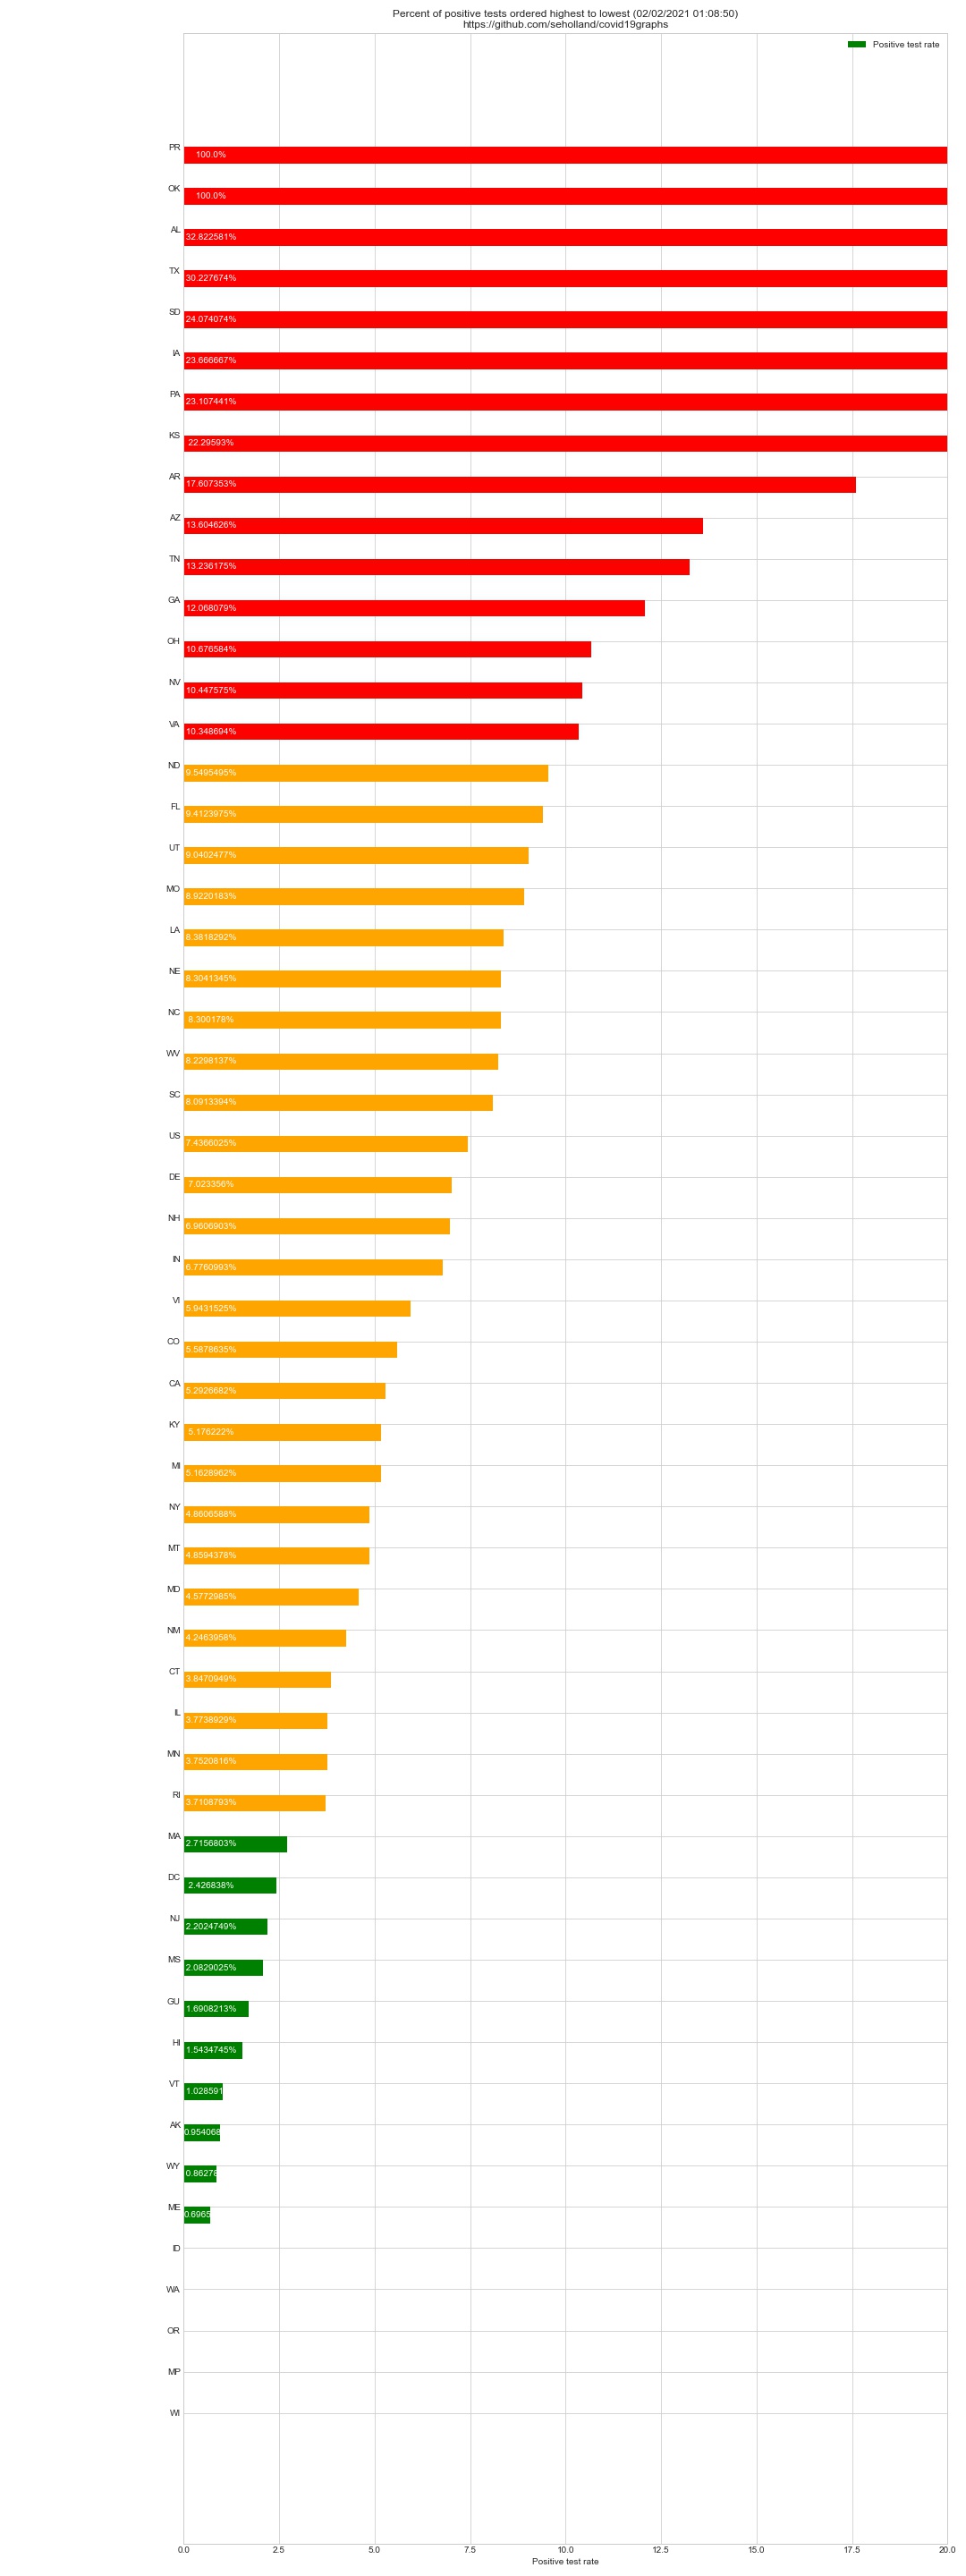 Percent of positive tests ordered highest to lowest (02/02/2021 01:08:50)
https://github.com/seholland/covid19graphs
Positive test rate
PR 100.0%
OK 100.0%
AL 32.822581%
TX 30.227674%
SD 24.074074%
IA 23.666667%
PA 23.107441%
KS 22.29593%
AR 17.607353%
AZ 13.604626%
TN 13.236175%
GA 12.068079%
OH 10.676584%
NV 10.447575%
VA 10.348694%
ND 9.5495495%
FL 9.4123975%
UT 9.0402477%
MO 8.9220183%
LA 8.3818292%
NE 8.3041345%
NC 8.300178%
WV 8.2298137%
SC 8.0913394%
US 7.4366025%
DE 7.023356%
NH 6.9606903%
IN 6.7760993%
VI 5.9431525%
CO 5.5878635%
CA 5.2926682%
KY 5.176222%
MI 5.1628962%
NY 4.8606588%
MT 4.8594378%
MD 4.5772985%
NM 4.2463958%
CT 3.8470949%
IL 3.7738929%
MN 3.7520816%
RI 3.7108793%
MA 2.7156803%
DC 2.426838%
NJ 2.2024749%
MS 2.0829025%
GU 1.6908213%
HI 1.5434745%
VT 1.028591
AK 0.954068
WY 0.86278
ME 0.6965
ID
WA
OR
MP
WI
0.0 2.5 5.0 7.5 10.0 12.5 15.0 17.5 20.0
Positive test rate